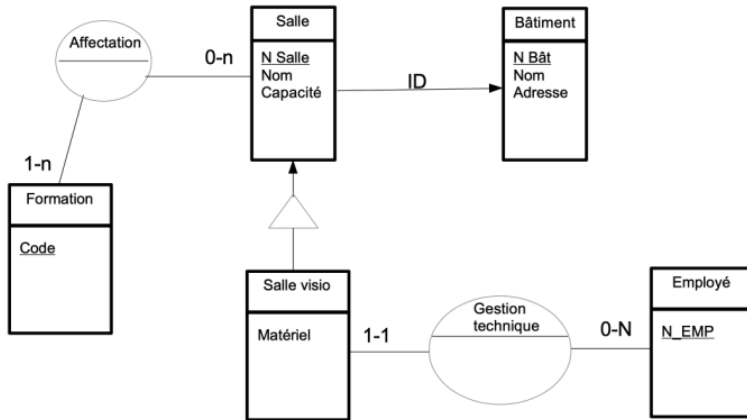 Salle
N Salle
Nom
Capacité
Bâtiment
N Bât
Nom
Adresse
Affectation
0-n
ID
1-n
Formation
Code
Salle visio
Matériel
1-1
Gestion
technique
0-N
Employé
N_EMP